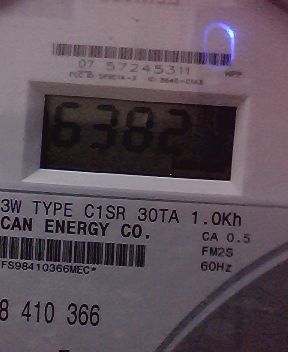 07 57245311
63821
3W TYPE C1SR 30TA 1.0Kh
CAN ENERGY CO.
CA 0.5
FM2S
60Hz
FS98410366MEC*
8 410 366